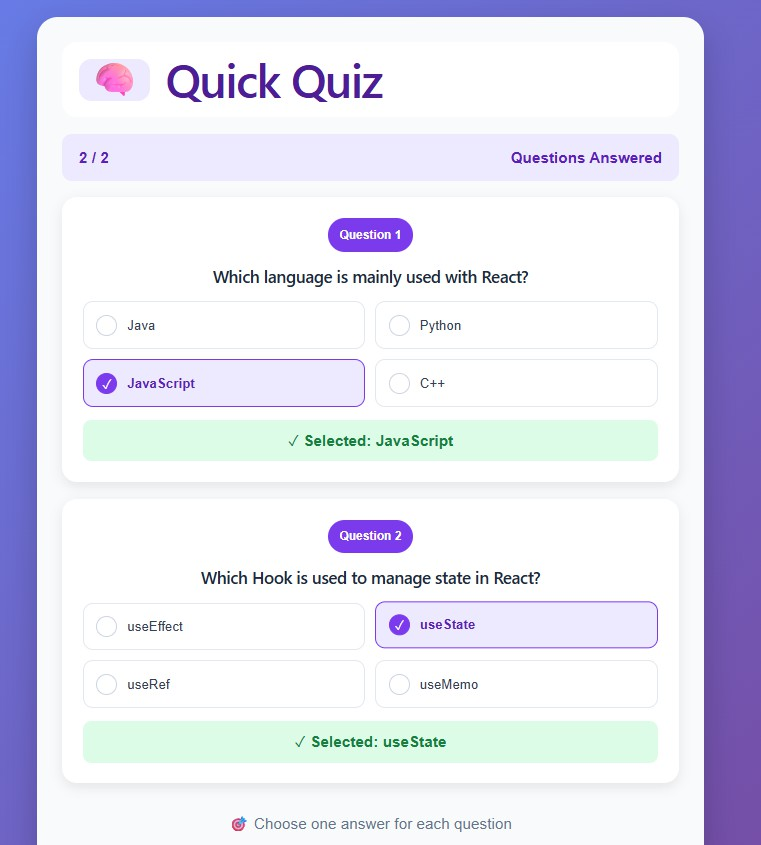 Quick Quiz
2 / 2 Questions Answered
Question 1
Which language is mainly used with React?
Java Python
✓ JavaScript C++
✓ Selected: JavaScript
Question 2
Which Hook is used to manage state in React?
useEffect ✓ useState
useRef useMemo
✓ Selected: useState
🎯 Choose one answer for each question